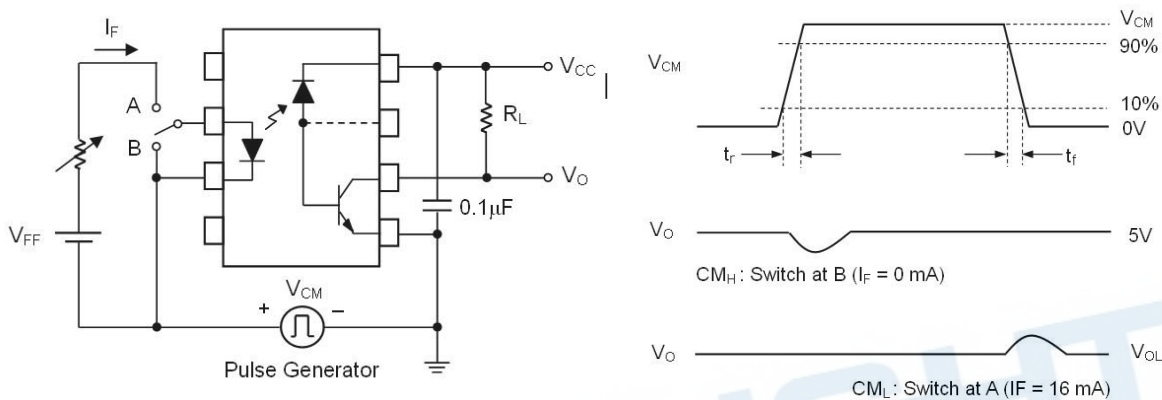 I_F
A
B
V_FF
V_CC
R_L
V_O
0.1μF
V_CM
+ −
Pulse Generator
V_CM
V_CM
90%
10%
0V
t_r
t_f
V_O
5V
CM_H : Switch at B (I_F = 0 mA)
V_O
V_OL
CM_L : Switch at A (IF = 16 mA)